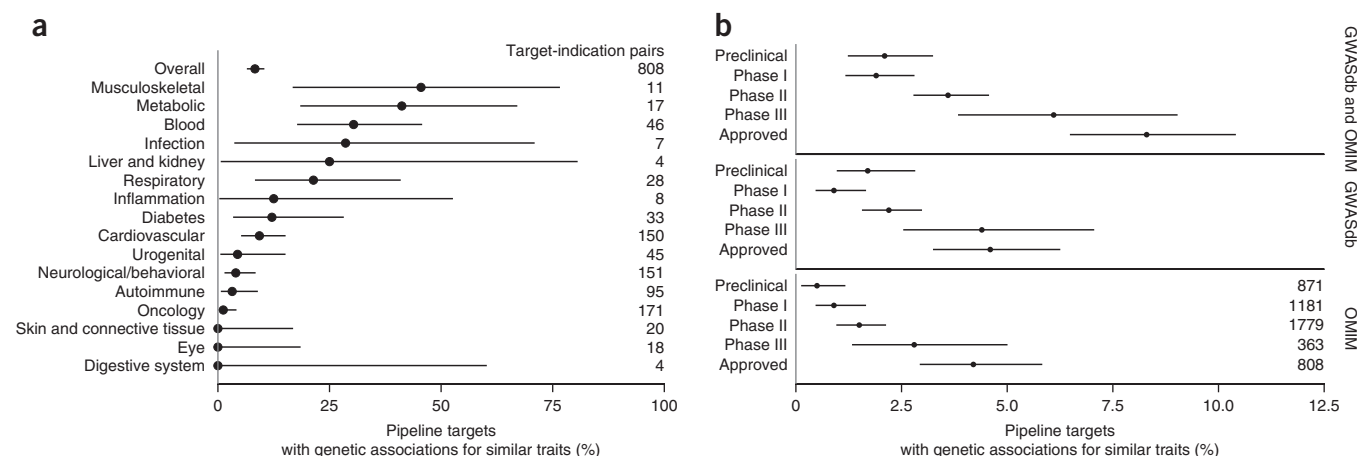 a
Target-indication pairs
Overall 808
Musculoskeletal 11
Metabolic 17
Blood 46
Infection 7
Liver and kidney 4
Respiratory 28
Inflammation 8
Diabetes 33
Cardiovascular 150
Urogenital 45
Neurological/behavioral 151
Autoimmune 95
Oncology 171
Skin and connective tissue 20
Eye 18
Digestive system 4
0 25 50 75 100
Pipeline targets
with genetic associations for similar traits (%)
b
Preclinical
Phase I
Phase II
Phase III
Approved
GWASdb and OMIM
Preclinical
Phase I
Phase II
Phase III
Approved
GWASdb
Preclinical 871
Phase I 1181
Phase II 1779
Phase III 363
Approved 808
OMIM
0 2.5 5.0 7.5 10.0 12.5
Pipeline targets
with genetic associations for similar traits (%)